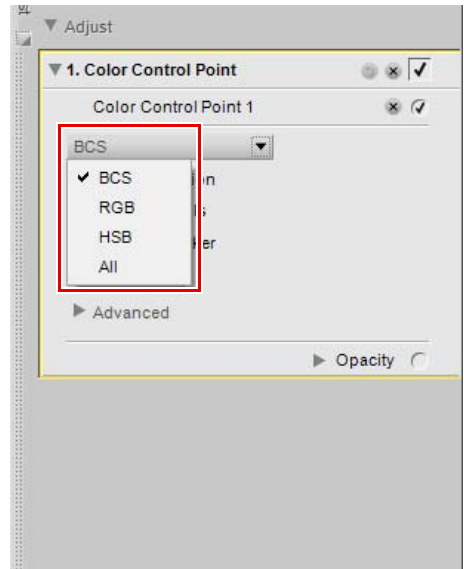 Adjust
1. Color Control Point
Color Control Point 1
BCS
BCS
RGB
HSB
All
Advanced
Opacity